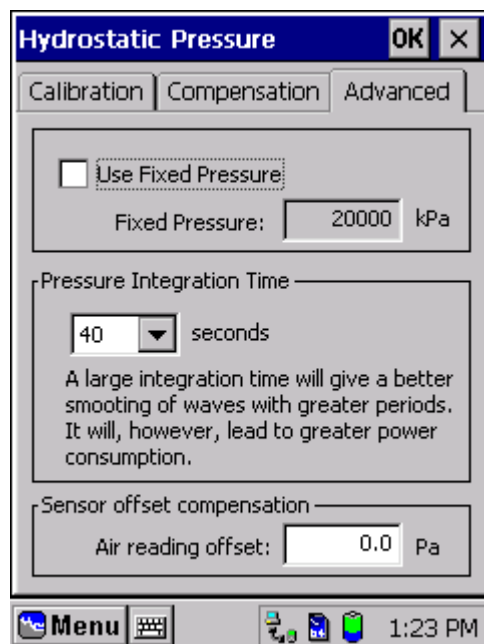 Hydrostatic Pressure OK
Calibration Compensation Advanced
Use Fixed Pressure
Fixed Pressure: 20000 kPa
Pressure Integration Time
40 seconds
A large integration time will give a better
smooting of waves with greater periods.
It will, however, lead to greater power
consumption.
Sensor offset compensation
Air reading offset: 0.0 Pa
Menu 1:23 PM